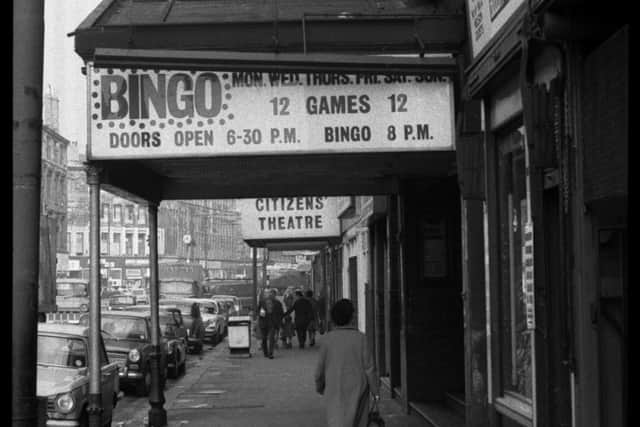 BINGO MON. WED. THURS. FRI. SAT. SUN.
12 GAMES 12
DOORS OPEN 6-30 P.M. BINGO 8 P.M.
CITIZENS'
THEATRE